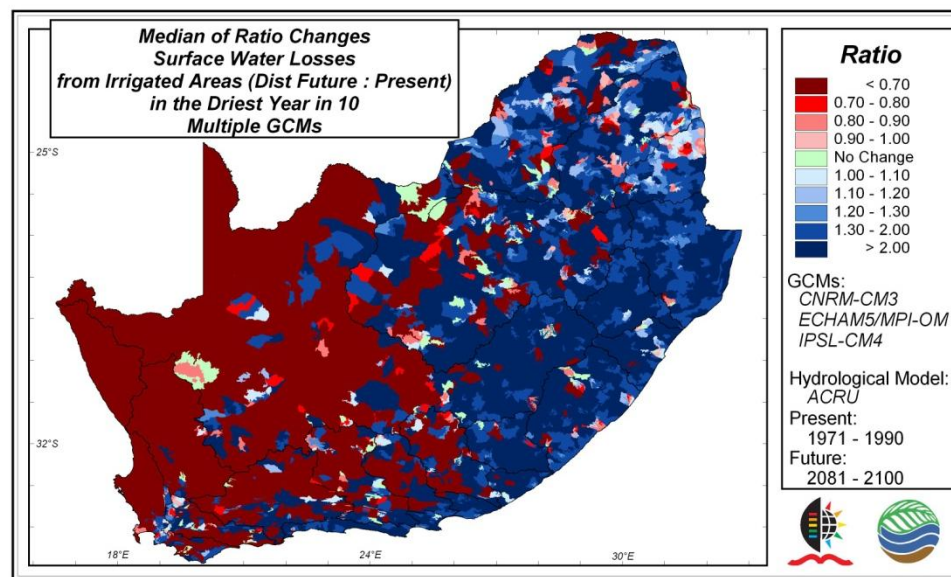 Median of Ratio Changes
Surface Water Losses
from Irrigated Areas (Dist Future : Present)
in the Driest Year in 10
Multiple GCMs
25°S
32°S
18°E
24°E
30°E
Ratio
< 0.70
0.70 - 0.80
0.80 - 0.90
0.90 - 1.00
No Change
1.00 - 1.10
1.10 - 1.20
1.20 - 1.30
1.30 - 2.00
> 2.00
GCMs:
CNRM-CM3
ECHAM5/MPI-OM
IPSL-CM4
Hydrological Model:
ACRU
Present:
1971 - 1990
Future:
2081 - 2100